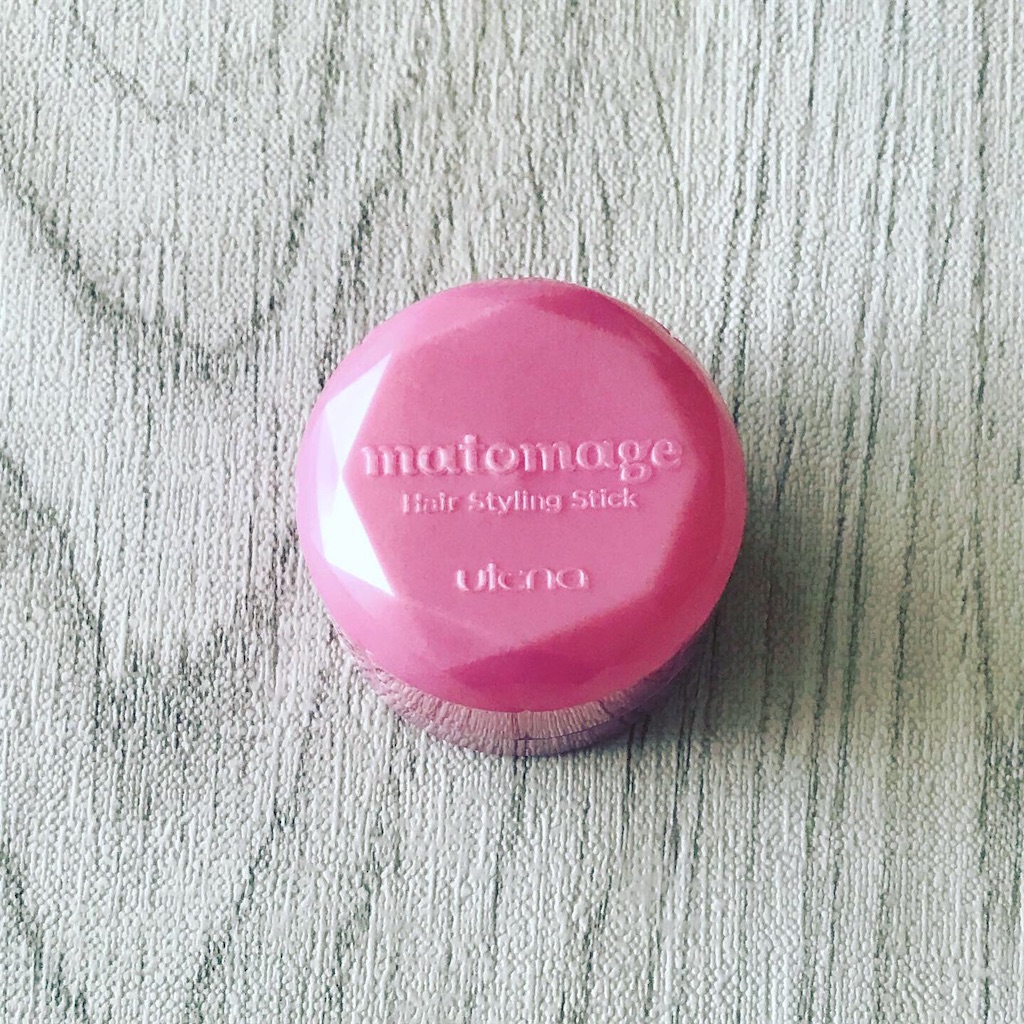 matomage
Hair Styling Stick
utena